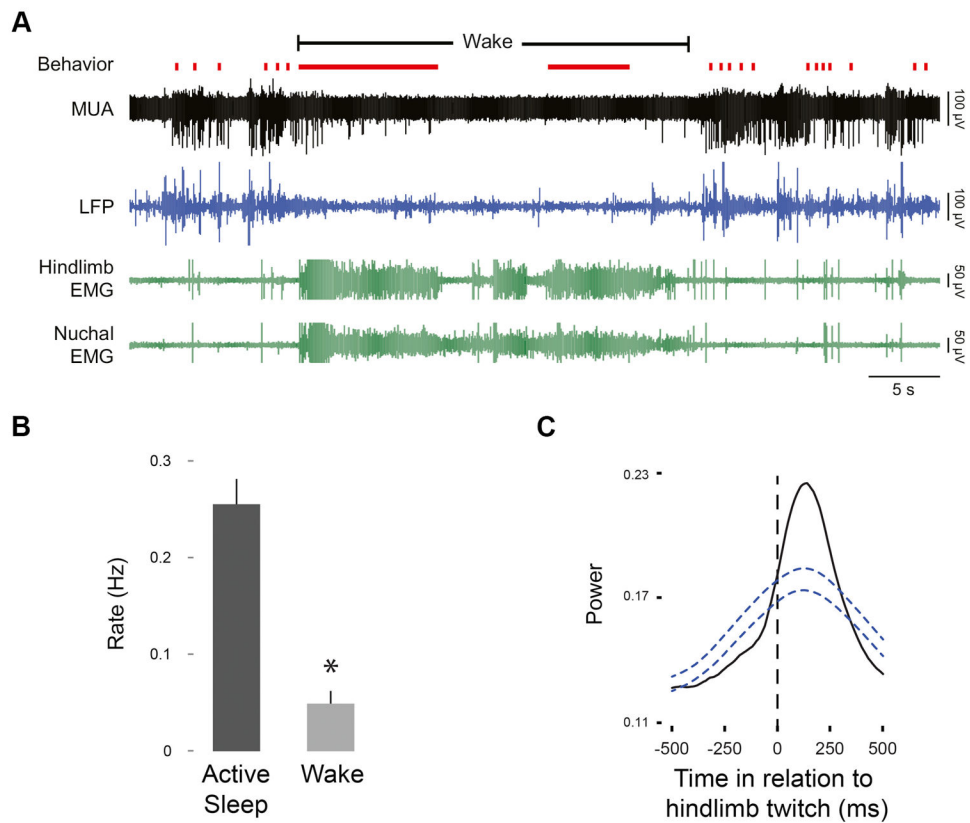 A
Wake
Behavior
MUA
100 µV
LFP
100 µV
Hindlimb
EMG
50 µV
Nuchal
EMG
50 µV
5 s
B
C
0.3
0.2
0.1
0
Rate (Hz)
*
Active
Sleep
Wake
0.23
0.17
0.11
Power
-500
-250
0
250
500
Time in relation to
hindlimb twitch (ms)